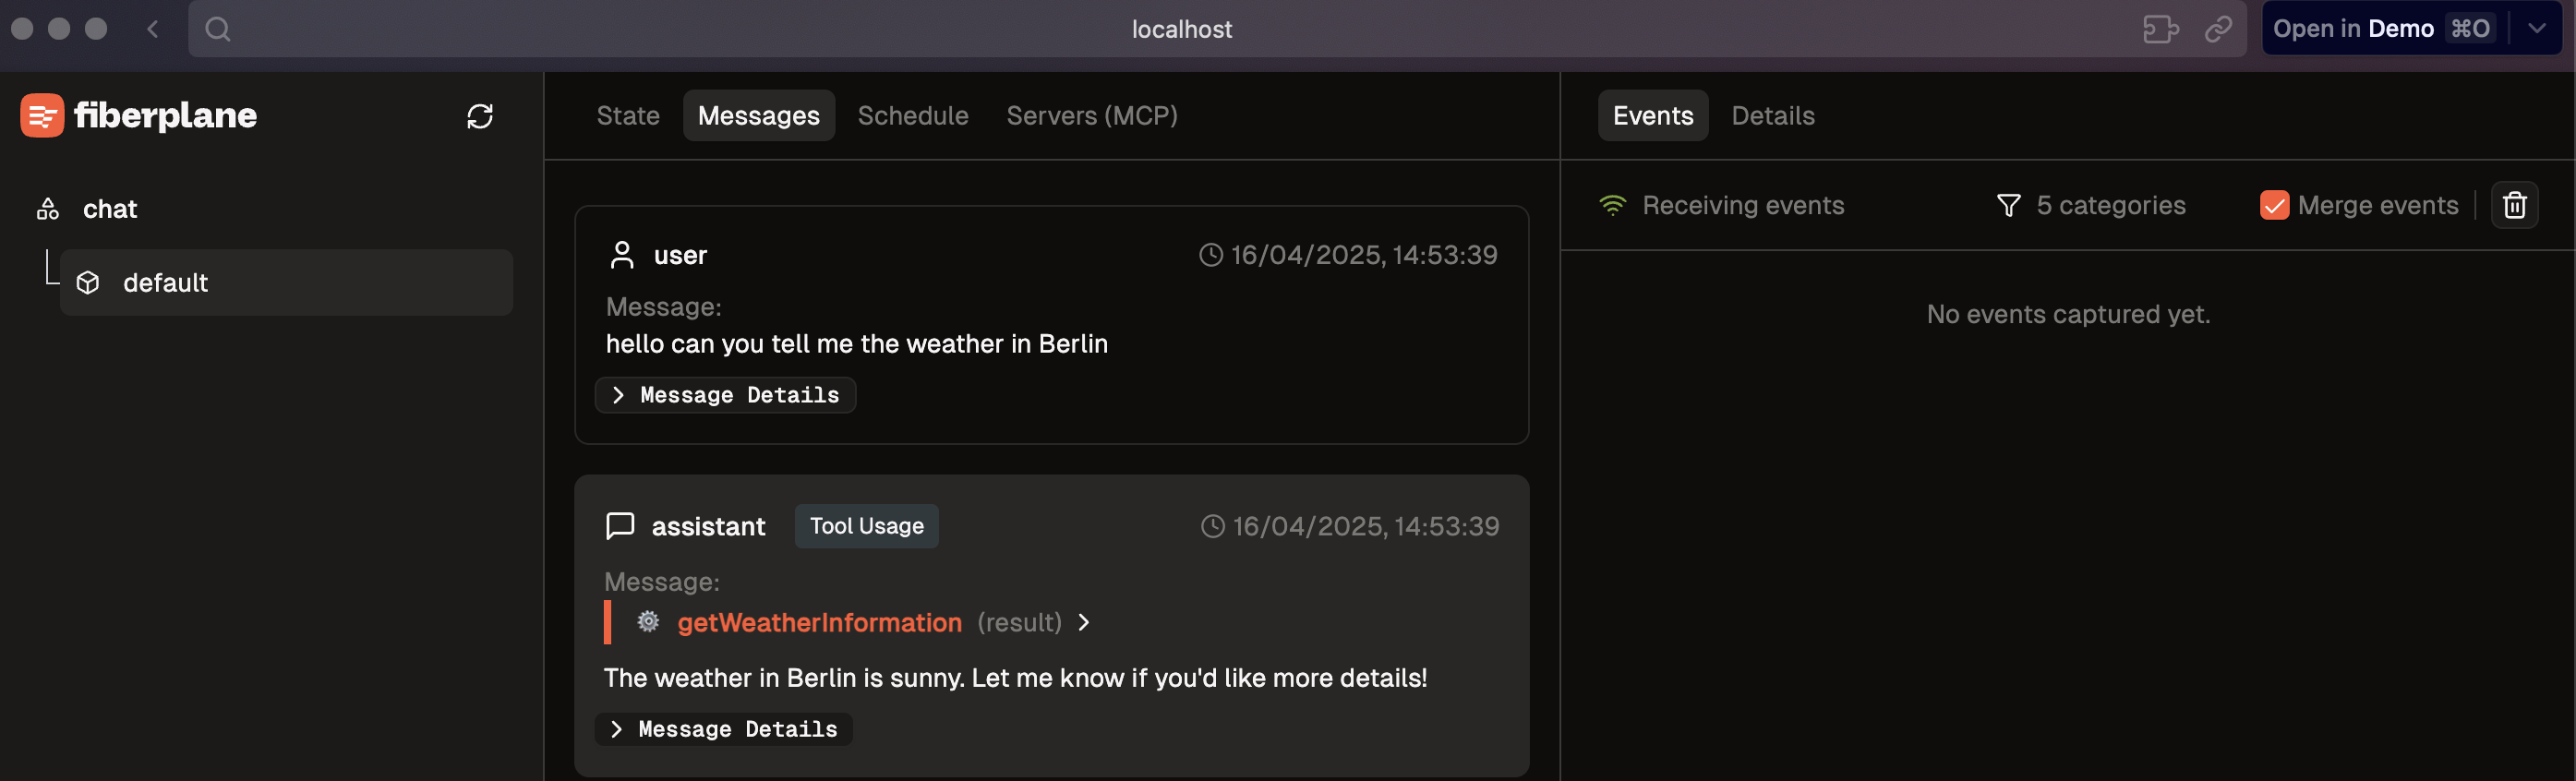 localhost
Open in Demo ⌘O
fiberplane
chat
default
State Messages Schedule Servers (MCP)
user 16/04/2025, 14:53:39
Message:
hello can you tell me the weather in Berlin
Message Details
assistant Tool Usage 16/04/2025, 14:53:39
Message:
getWeatherInformation (result)
The weather in Berlin is sunny. Let me know if you'd like more details!
Message Details
Events Details
Receiving events 5 categories Merge events
No events captured yet.